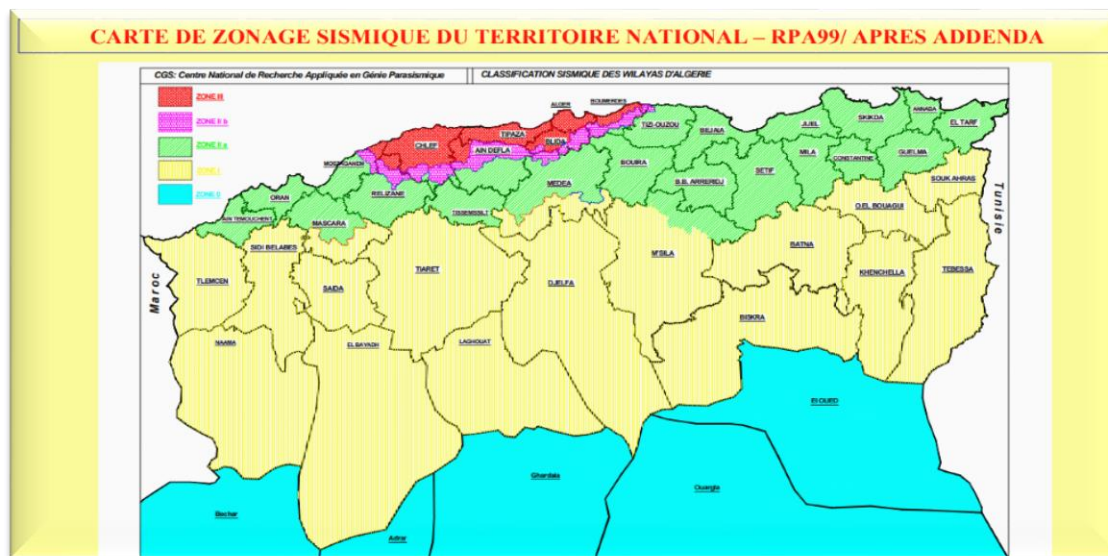 CARTE DE ZONAGE SISMIQUE DU TERRITOIRE NATIONAL – RPA99/ APRES ADDENDA
CGS: Centre National de Recherche Appliquée en Génie Parasismique
CLASSIFICATION SISMIQUE DES WILAYAS D'ALGERIE
ZONE III
ZONE II b
ZONE II a
ZONE I
ZONE 0
ALGER
BOUMERDES
TIPAZA
BLIDA
CHLEF
AIN DEFLA
TIZI-OUZOU
BEJAIA
JIJEL
SKIKDA
ANNABA
EL TARF
MOSTAGANEM
RELIZANE
MEDEA
BOUIRA
B.B. ARRERIDJ
SETIF
MILA
CONSTANTINE
GUELMA
SOUK AHRAS
ORAN
AIN TEMOUCHENT
MASCARA
TISSEMSSILT
O.EL BOUAGUI
SIDI BELABES
TLEMCEN
SAIDA
TIARET
DJELFA
M'SILA
BATNA
KHENCHELLA
TEBESSA
BISKRA
NAAMA
EL BAYADH
LAGHOUAT
Maroc
Tunisie
El OUED
Ghardaia
Ouargla
Bechar
Adrar